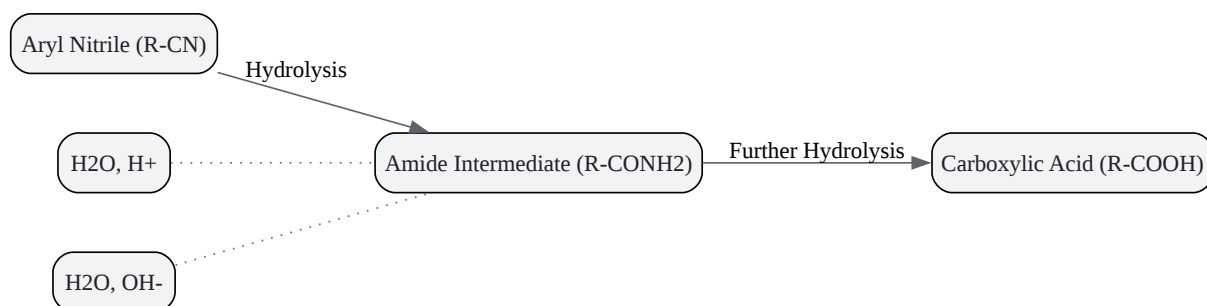 Aryl Nitrile (R-CN)
Hydrolysis
H2O, H+
Amide Intermediate (R-CONH2)
Further Hydrolysis
Carboxylic Acid (R-COOH)
H2O, OH-